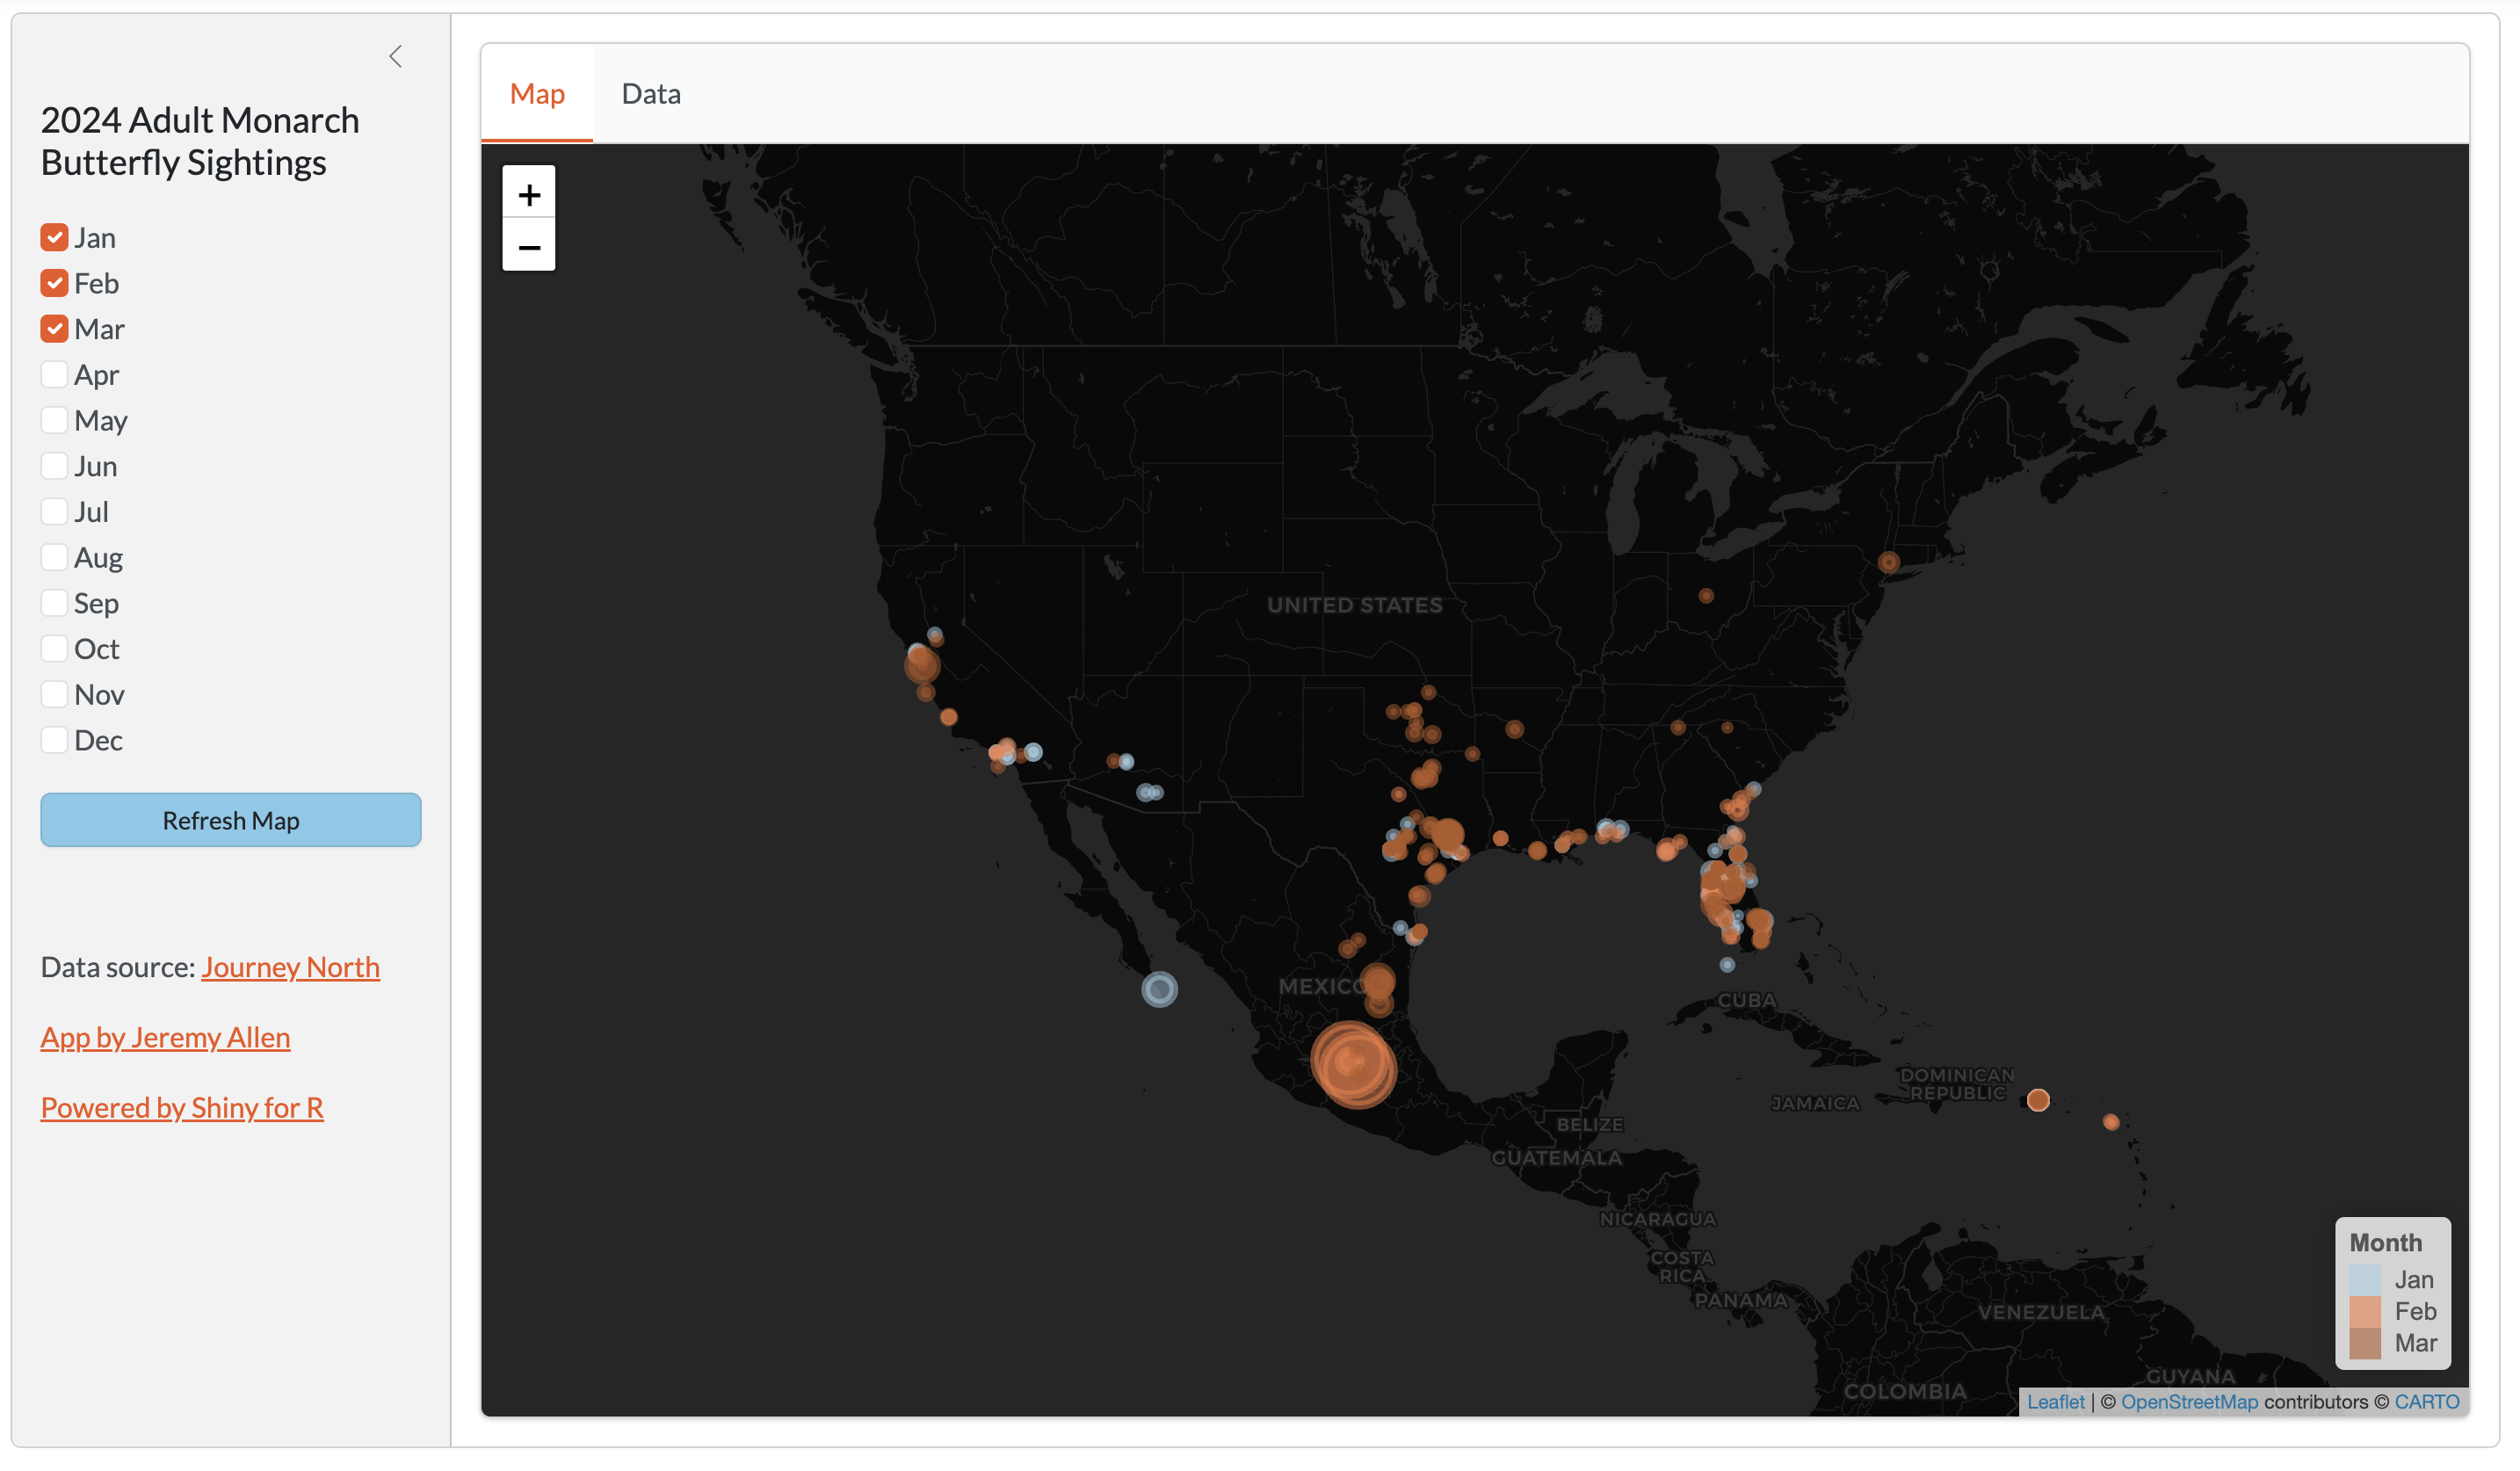 2024 Adult Monarch
Butterfly Sightings
Jan
Feb
Mar
Apr
May
Jun
Jul
Aug
Sep
Oct
Nov
Dec
Refresh Map
Data source: Journey North
App by Jeremy Allen
Powered by Shiny for R
Map
Data
+
−
UNITED STATES
MEXICO
CUBA
DOMINICAN
REPUBLIC
JAMAICA
BELIZE
GUATEMALA
NICARAGUA
COSTA
RICA
PANAMA
VENEZUELA
GUYANA
COLOMBIA
Month
Jan
Feb
Mar
Leaflet | © OpenStreetMap contributors © CARTO